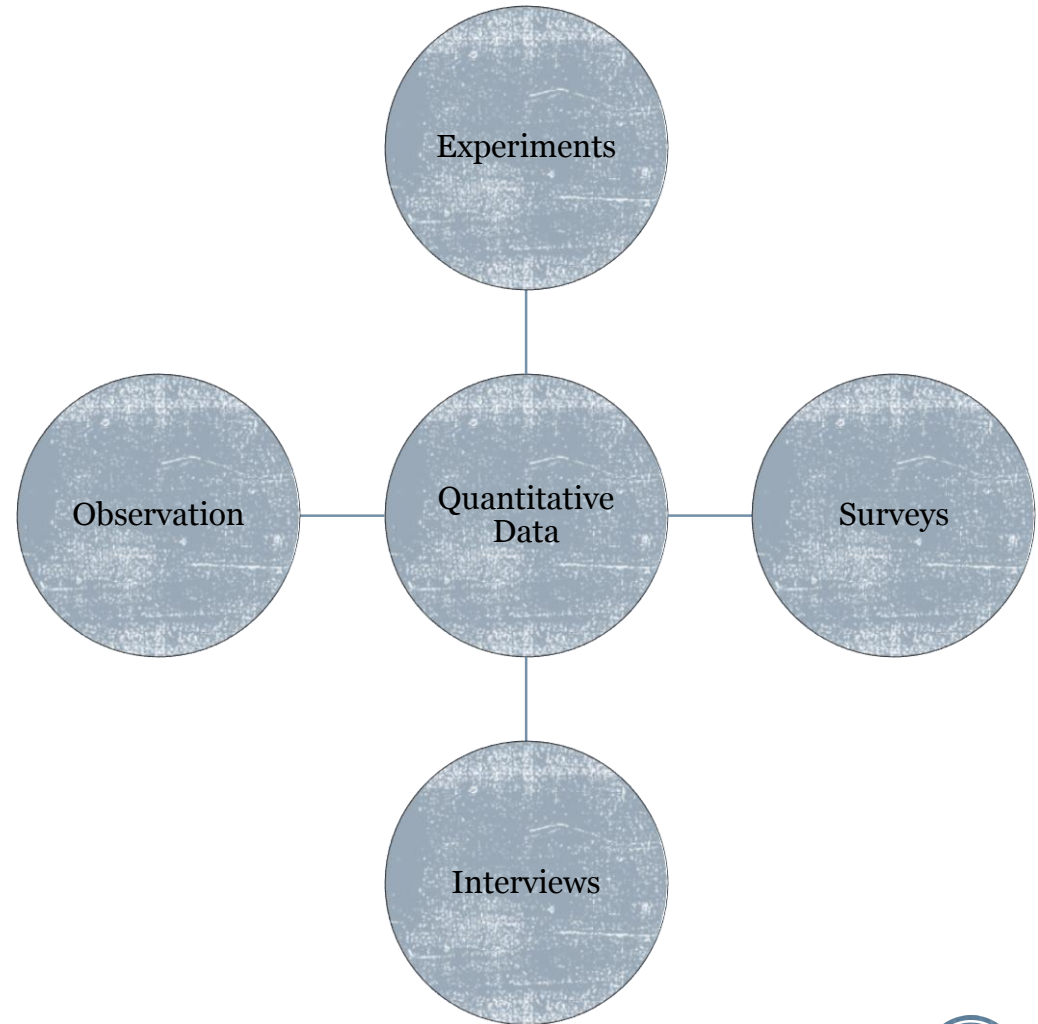 Experiments
Observation
Quantitative
Data
Surveys
Interviews